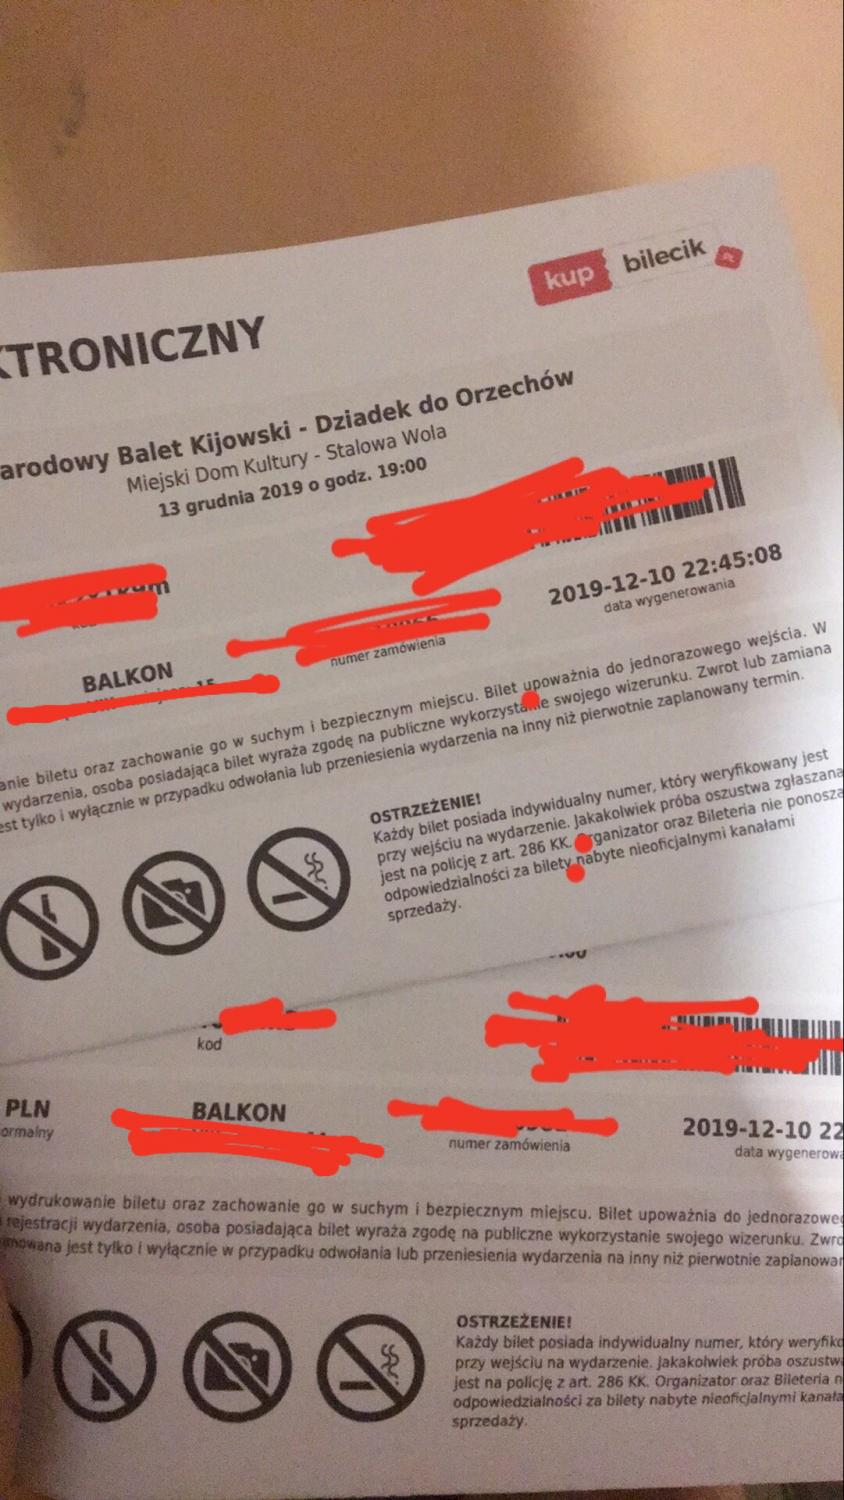 kup bilecik PL
KTRONICZNY
arodowy Balet Kijowski - Dziadek do Orzechów
Miejski Dom Kultury - Stalowa Wola
13 grudnia 2019 o godz. 19:00
2019-12-10 22:45:08
data wygenerowania
numer zamówienia
BALKON
anie biletu oraz zachowanie go w suchym i bezpiecznym miejscu. Bilet upoważnia do jednorazowego wejścia. W
wydarzenia, osoba posiadająca bilet wyraża zgodę na publiczne wykorzystanie swojego wizerunku. Zwrot lub zamiana
est tylko i wyłącznie w przypadku odwołania lub przeniesienia wydarzenia na inny niż pierwotnie zaplanowany termin.
OSTRZEŻENIE!
Każdy bilet posiada indywidualny numer, który weryfikowany jest
przy wejściu na wydarzenie. Jakakolwiek próba oszustwa zgłaszana
jest na policję z art. 286 KK. Organizator oraz Bileteria nie ponoszą
odpowiedzialności za bilety nabyte nieoficjalnymi kanałami
sprzedaży.
kod
PLN
ormalny
BALKON
numer zamówienia
2019-12-10 22
data wygenerowa
wydrukowanie biletu oraz zachowanie go w suchym i bezpiecznym miejscu. Bilet upoważnia do jednorazoweg
rejestracji wydarzenia, osoba posiadająca bilet wyraża zgodę na publiczne wykorzystanie swojego wizerunku. Zwro
mowana jest tylko i wyłącznie w przypadku odwołania lub przeniesienia wydarzenia na inny niż pierwotnie zaplanowan
OSTRZEŻENIE!
Każdy bilet posiada indywidualny numer, który weryfiko
przy wejściu na wydarzenie. Jakakolwiek próba oszustw
jest na policję z art. 286 KK. Organizator oraz Bileteria n
odpowiedzialności za bilety nabyte nieoficjalnymi kanała
sprzedaży.